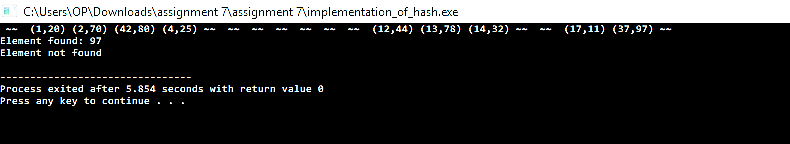 C:\Users\OP\Downloads\assignment 7\assignment 7\implementation_of_hash.exe
~~  (1,20) (2,70) (42,80) (4,25) ~~  ~~  ~~  ~~  ~~  ~~  ~~  (12,44) (13,78) (14,32) ~~  ~~  (17,11) (37,97) ~~
Element found: 97
Element not found
--------------------------------
Process exited after 5.854 seconds with return value 0
Press any key to continue . . .